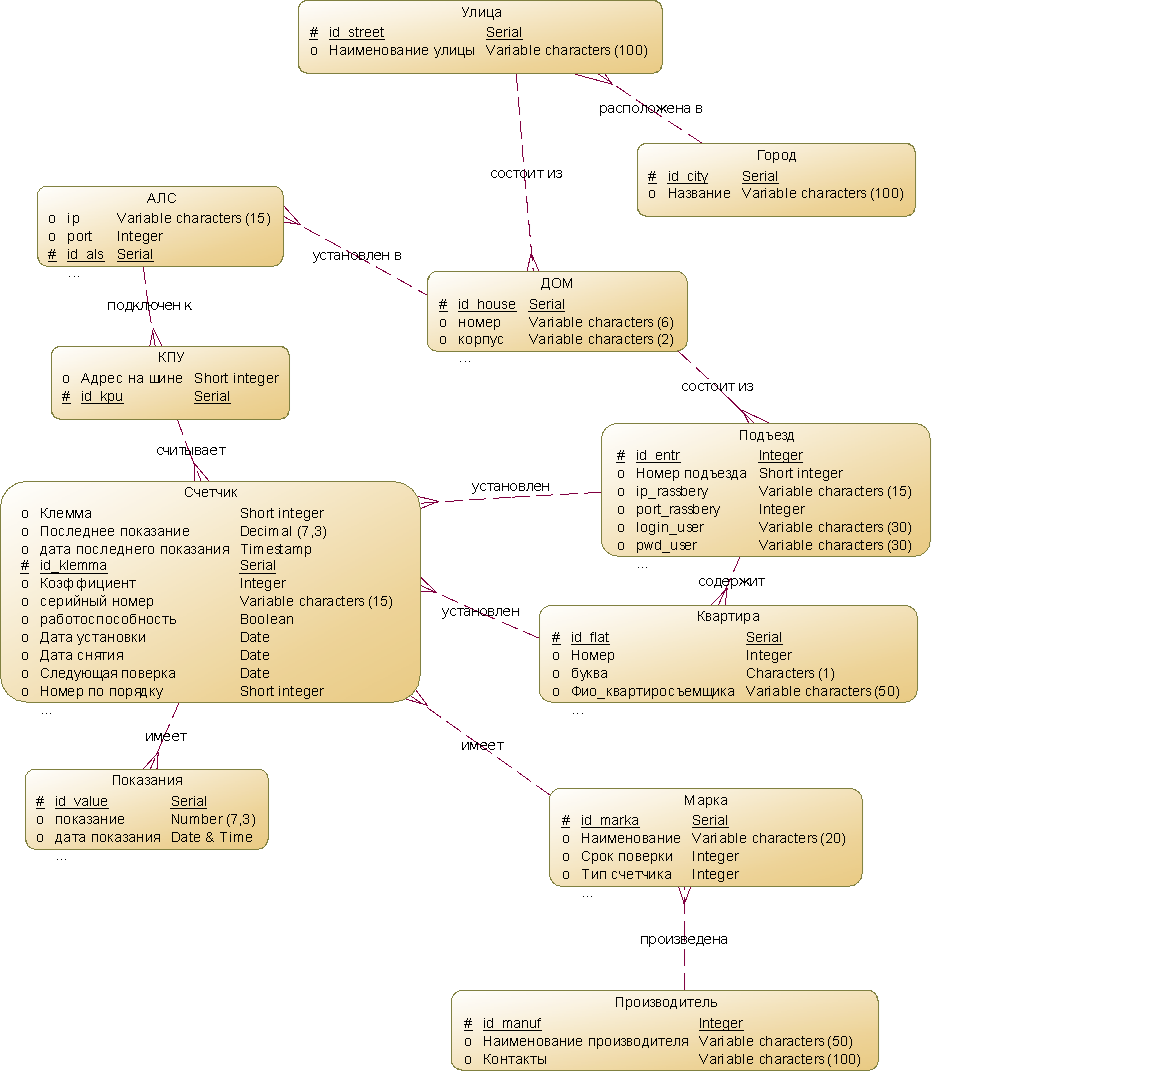 Улица
# id_street Serial
o Наименование улицы Variable characters (100)
расположена в
Город
# id_city Serial
o Название Variable characters (100)
состоит из
АЛС
o ip Variable characters (15)
o port Integer
# id_als Serial
...
установлен в
ДОМ
# id_house Serial
o номер Variable characters (6)
o корпус Variable characters (2)
...
подключен к
КПУ
o Адрес на шине Short integer
# id_kpu Serial
состоит из
Подъезд
# id_entr Integer
o Номер подъезда Short integer
o ip_rassbery Variable characters (15)
o port_rassbery Integer
o login_user Variable characters (30)
o pwd_user Variable characters (30)
...
считывает
установлен
Счетчик
o Клемма Short integer
o Последнее показание Decimal (7,3)
o дата последнего показания Timestamp
# id_klemma Serial
o Коэффициент Integer
o серийный номер Variable characters (15)
o работоспособность Boolean
o Дата установки Date
o Дата снятия Date
o Следующая поверка Date
o Номер по порядку Short integer
...
содержит
установлен
Квартира
# id_flat Serial
o Номер Integer
o буква Characters (1)
o Фио_квартиросъемщика Variable characters (50)
...
имеет
имеет
Показания
# id_value Serial
o показание Number (7,3)
o дата показания Date & Time
...
Марка
# id_marka Serial
o Наименование Variable characters (20)
o Срок поверки Integer
o Тип счетчика Integer
...
произведена
Производитель
# id_manuf Integer
o Наименование производителя Variable characters (50)
o Контакты Variable characters (100)